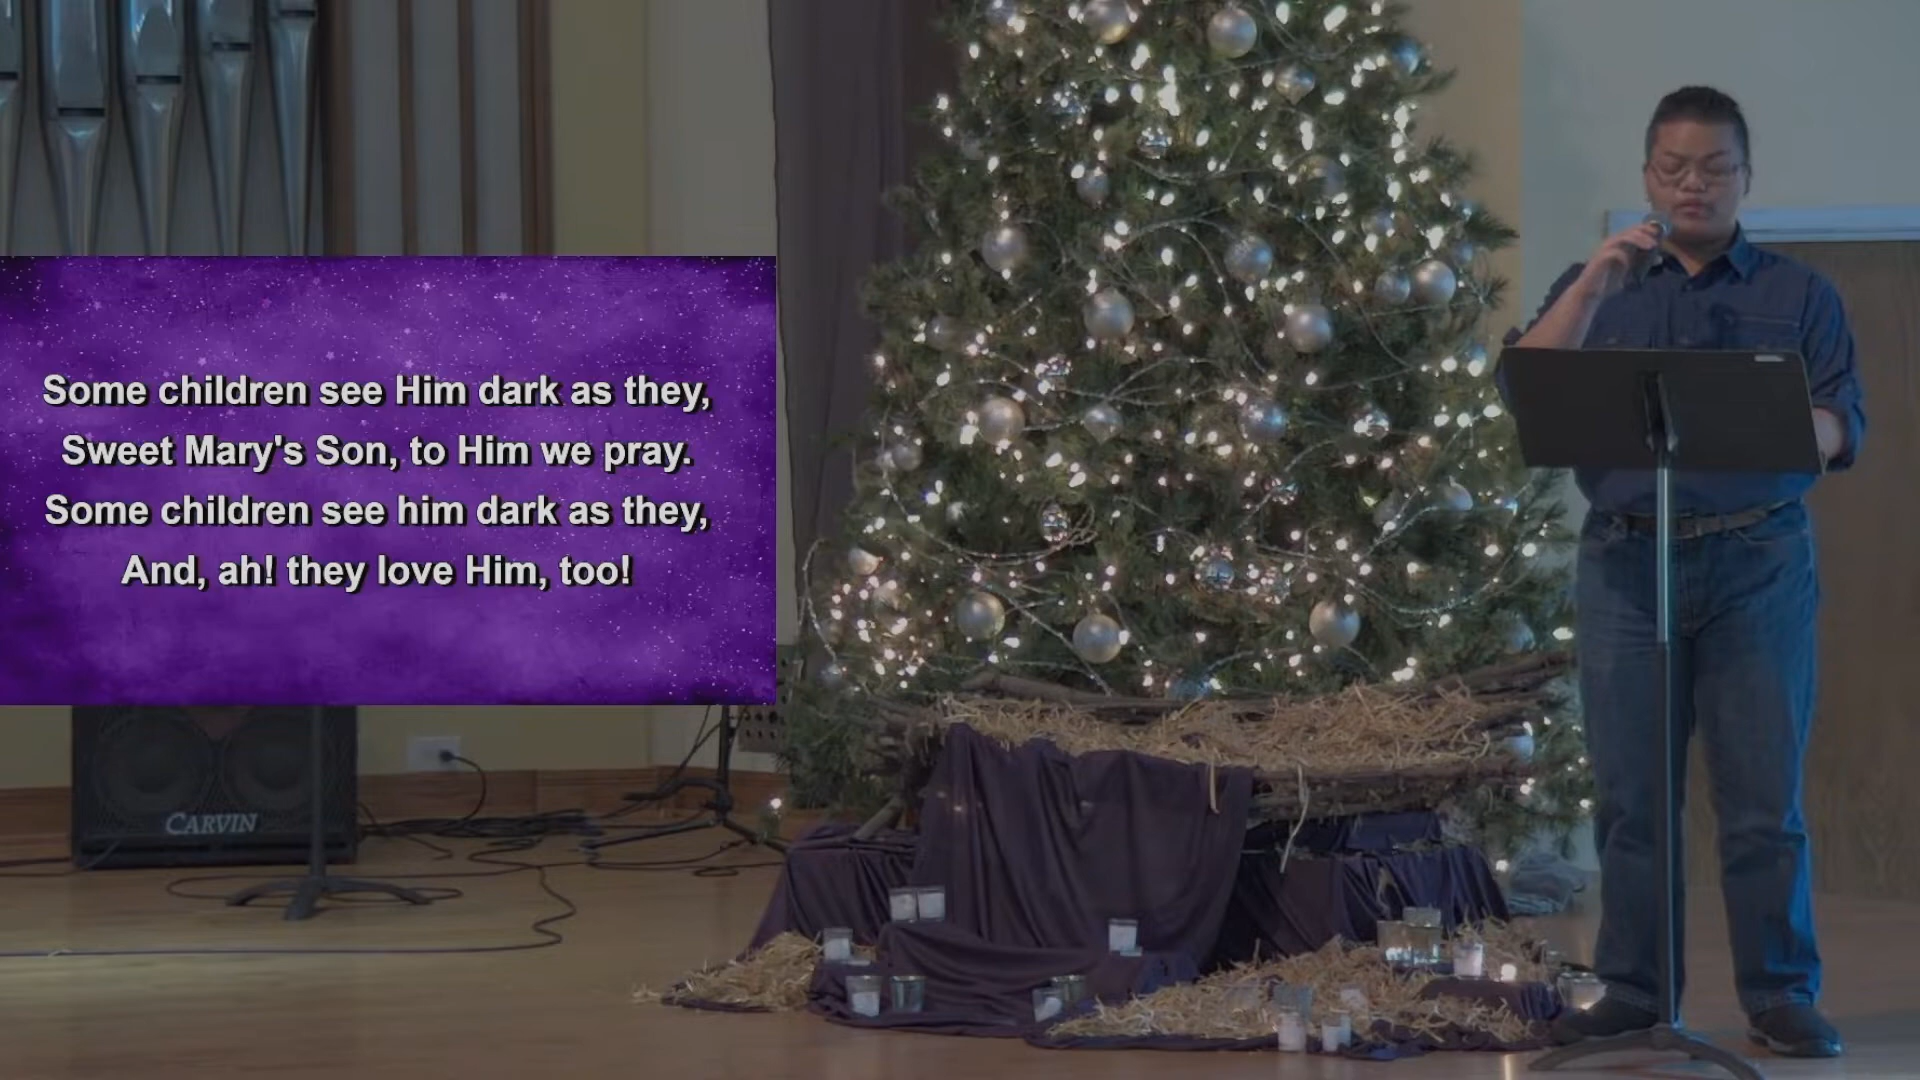 Some children see Him dark as they,
Sweet Mary's Son, to Him we pray.
Some children see him dark as they,
And, ah! they love Him, too!
CARVIN